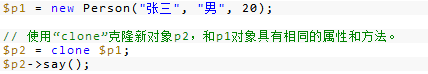 $p1 = new Person("张三", "男", 20);
// 使用“clone”克隆新对象p2，和p1对象具有相同的属性和方法。
$p2 = clone $p1;
$p2->say();